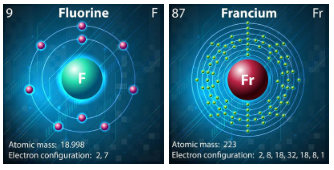 9 Fluorine F
F
Atomic mass: 18.998
Electron configuration: 2, 7
87 Francium Fr
Fr
Atomic mass: 223
Electron configuration: 2, 8, 18, 32, 18, 8, 1